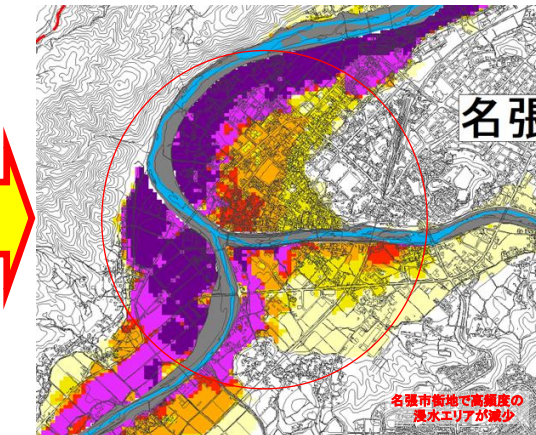 名張
名張市街地で高頻度の
浸水エリアが減少